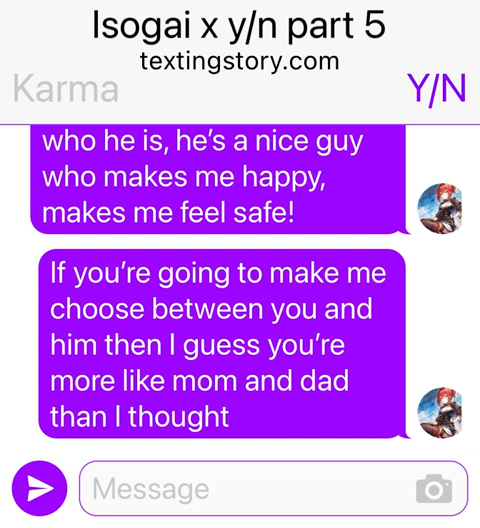 Isogai x y/n part 5
textingstory.com
Karma
Y/N
who he is, he's a nice guy
who makes me happy,
makes me feel safe!
If you're going to make me
choose between you and
him then I guess you're
more like mom and dad
than I thought
Message